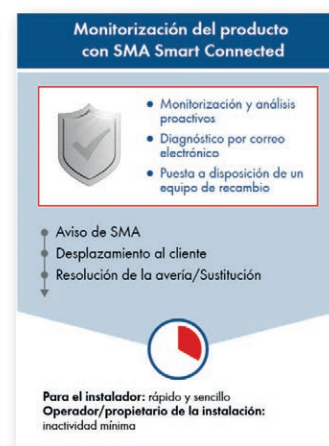 Monitorización del producto
con SMA Smart Connected
• Monitorización y análisis
proactivos
• Diagnóstico por correo
electrónico
• Puesta a disposición de un
equipo de recambio
Aviso de SMA
Desplazamiento al cliente
Resolución de la avería/Sustitución
Para el instalador: rápido y sencillo
Operador/propietario de la instalación:
inactividad mínima